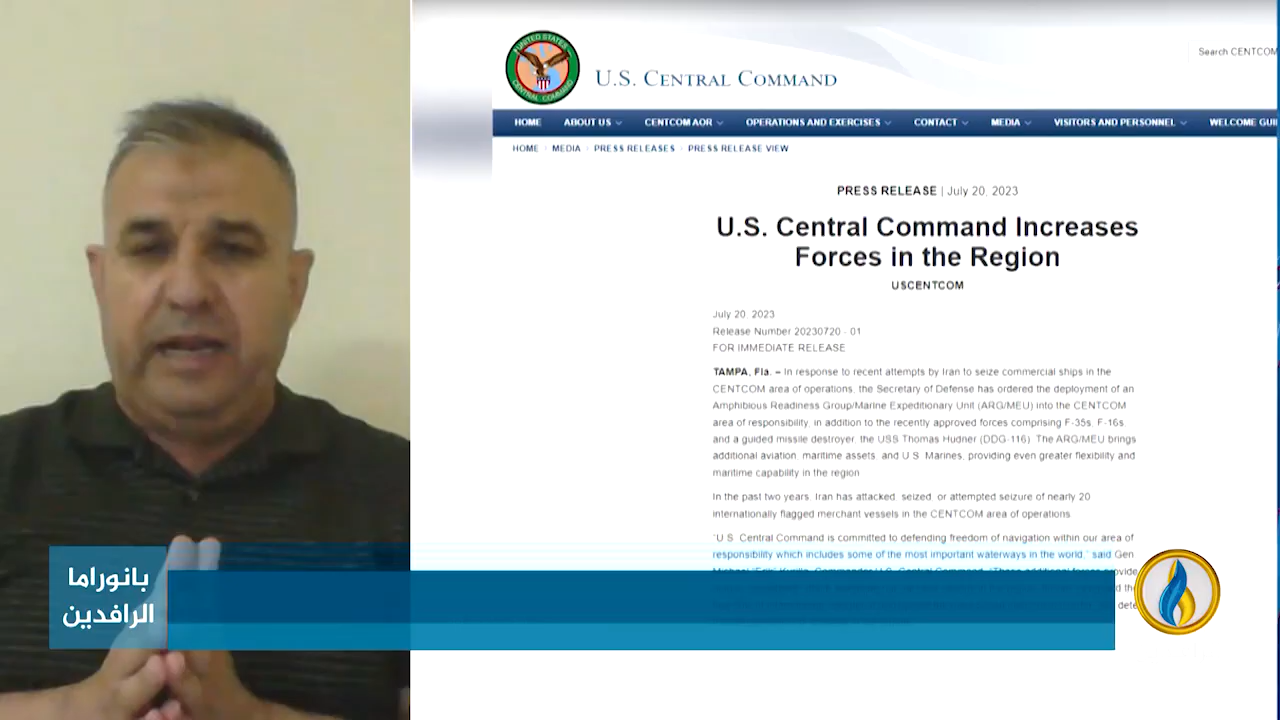 UNITED STATES
CENTRAL COMMAND
U.S. CENTRAL COMMAND
Search CENTCOM
HOME ABOUT US CENTCOM AOR OPERATIONS AND EXERCISES CONTACT MEDIA VISITORS AND PERSONNEL WELCOME GUI
HOME MEDIA PRESS RELEASES PRESS RELEASE VIEW
PRESS RELEASE | July 20, 2023
U.S. Central Command Increases
Forces in the Region
USCENTCOM
July 20, 2023
Release Number 20230720 - 01
FOR IMMEDIATE RELEASE
TAMPA, Fla. – In response to recent attempts by Iran to seize commercial ships in the
CENTCOM area of operations, the Secretary of Defense has ordered the deployment of an
Amphibious Readiness Group/Marine Expeditionary Unit (ARG/MEU) into the CENTCOM
area of responsibility, in addition to the recently approved forces comprising F-35s, F-16s
and a guided missile destroyer, the USS Thomas Hudner (DDG-116). The ARG/MEU brings
additional aviation, maritime assets, and U.S. Marines, providing even greater flexibility and
maritime capability in the region.
In the past two years, Iran has attacked, seized, or attempted seizure of nearly 20
internationally flagged merchant vessels in the CENTCOM area of operations.
"U.S. Central Command is committed to defending freedom of navigation within our area of
responsibility which includes some of the most important waterways in the world," said Gen.
بانوراما
الرافدين